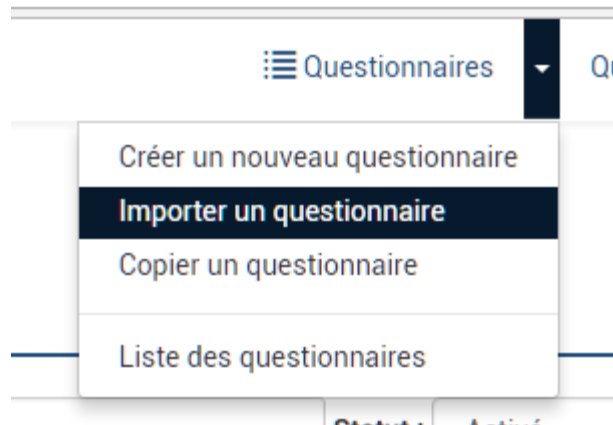 Questionnaires
Créer un nouveau questionnaire
Importer un questionnaire
Copier un questionnaire
Liste des questionnaires